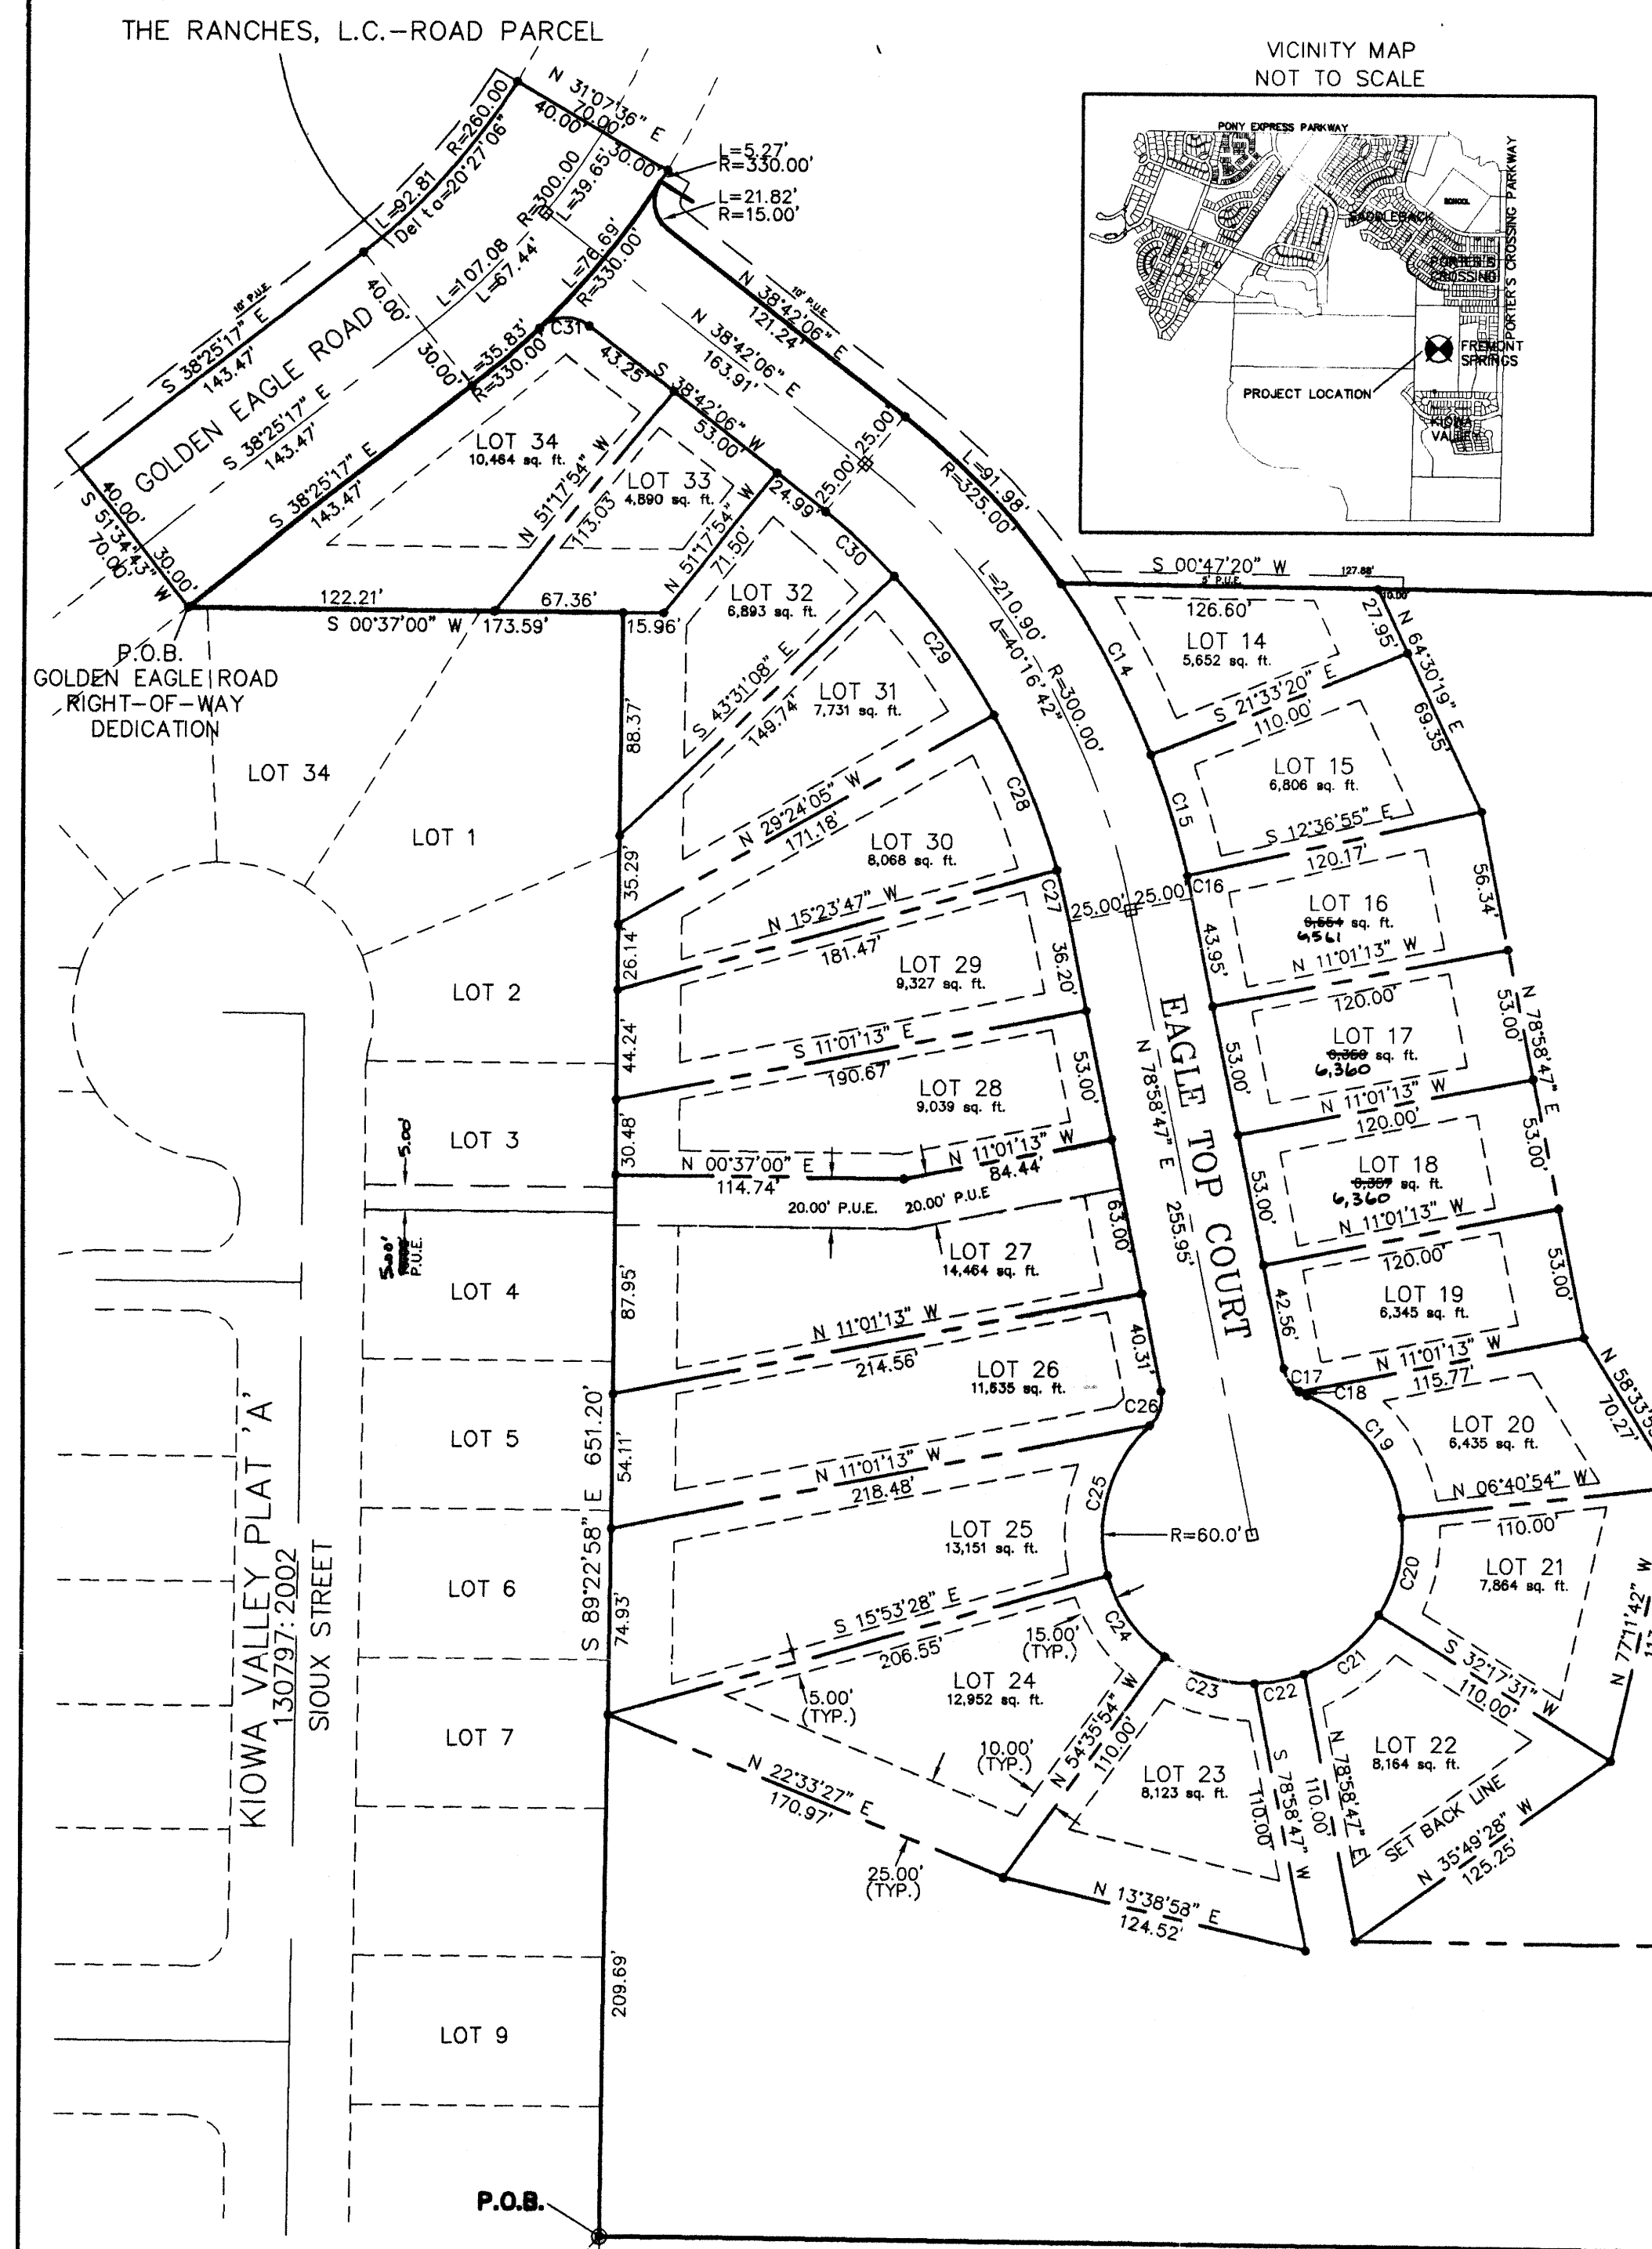 THE RANCHES, L.C.-ROAD PARCEL
VICINITY MAP
NOT TO SCALE
PONY EXPRESS PARKWAY
PORTER'S CROSSING PARKWAY
SCHOOL
SADDLEBACK
PORTER'S
CROSSING
FREMONT
SPRINGS
PROJECT LOCATION
KIOWA
VALLEY
N 31°07'36" E
70.00'
40.00'
30.00'
L=5.27'
R=330.00'
L=21.82'
R=15.00'
R=260.00
L=92.81
Delta=20°27'06"
R=300.00
L=39.65'
L=76.69'
R=330.00'
L=107.08
L=67.44'
40.00'
30.00'
L=35.83'
R=330.00'
C31
10' P.U.E.
S 38°25'17" E
143.47'
GOLDEN EAGLE ROAD
S 38°25'17" E
143.47'
S 38°25'17" E
143.47'
40.00'
30.00'
S 51°34'43" W
70.00'
10' P.U.E.
N 38°42'06" E
121.24'
N 38°42'06" E
163.91'
43.25'
S 38°42'06" W
53.00'
24.99'
25.00'
25.00'
L=91.98'
R=325.00'
LOT 34
10,464 sq. ft.
N 51°17'54" W
113.03'
LOT 33
4,890 sq. ft.
N 51°17'54" W
71.50'
C30
LOT 32
6,893 sq. ft.
122.21'
67.36'
S 00°37'00" W 173.59'
15.96'
P.O.B.
GOLDEN EAGLE ROAD
RIGHT-OF-WAY
DEDICATION
S 00°47'20" W
127.88'
5' P.U.E.
10.00'
126.60'
LOT 14
5,652 sq. ft.
27.95'
N 64°30'19" E
69.35'
L=210.90'
Δ=40°16'42"
R=300.00'
C14
S 21°33'20" E
110.00'
C29
S 43°31'08" E
149.74'
LOT 31
7,731 sq. ft.
88.37'
LOT 34
LOT 1
LOT 15
6,806 sq. ft.
C15
S 12°36'55" E
120.17'
C28
N 29°24'05" W
171.18'
LOT 30
8,068 sq. ft.
35.29'
C27
C16
25.00'
25.00'
56.34'
LOT 16
6,554 sq. ft.
6,561
43.95'
N 11°01'13" W
120.00'
N 15°23'47" W
181.47'
26.14'
36.20'
LOT 29
9,327 sq. ft.
LOT 2
EAGLE TOP COURT
N 78°58'47" E 255.95'
S 11°01'13" E
190.67'
44.24'
53.00'
LOT 17
6,360
sq. ft.
53.00'
53.00'
N 78°58'47" E
N 11°01'13" W
120.00'
LOT 28
9,039 sq. ft.
LOT 3
5.00'
30.48'
N 00°37'00" E
114.74'
N 11°01'13" W
84.44'
20.00' P.U.E.
20.00' P.U.E
LOT 18
6,357 sq. ft.
6,360
53.00'
53.00'
N 11°01'13" W
120.00'
5.00'
P.U.E.
63.00'
LOT 27
14,464 sq. ft.
LOT 4
87.95'
LOT 19
6,345 sq. ft.
42.56'
53.00'
N 11°01'13" W
214.56'
40.31'
C17
C18
N 11°01'13" W
115.77'
N 58°33'5
70.27'
LOT 26
11,635 sq. ft.
C26
LOT 5
S 89°22'58" E 651.20'
54.11'
LOT 20
6,435 sq. ft.
C19
N 11°01'13" W
218.48'
C25
N 06°40'54" W
110.00'
R=60.0'
LOT 25
13,151 sq. ft.
KIOWA VALLEY PLAT 'A'
130797:2002
SIOUX STREET
LOT 6
74.93'
C20
LOT 21
7,864 sq. ft.
N 77°11'42" W
S 15°53'28" E
206.55'
C24
15.00'
(TYP.)
LOT 24
12,952 sq. ft.
5.00'
(TYP.)
C23
C22
C21
S 32°17'31" W
110.00'
LOT 7
N 22°33'27" E
170.97'
10.00'
(TYP.)
N 54°35'54" W
110.00'
LOT 23
8,123 sq. ft.
S 78°58'47" W
110.00'
N 78°58'47" E
110.00'
LOT 22
8,164 sq. ft.
SET BACK LINE
N 35°49'28" W
125.25'
25.00'
(TYP.)
N 13°38'58" E
124.52'
209.69'
LOT 9
P.O.B.